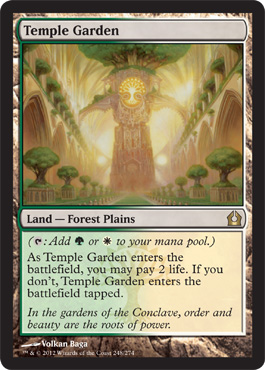 Temple Garden
Land — Forest Plains
(: Add or to your mana pool.)
As Temple Garden enters the
battlefield, you may pay 2 life. If you
don't, Temple Garden enters the
battlefield tapped.
In the gardens of the Conclave, order and
beauty are the roots of power.
Volkan Baga
™ & © 2012 Wizards of the Coast 248/274